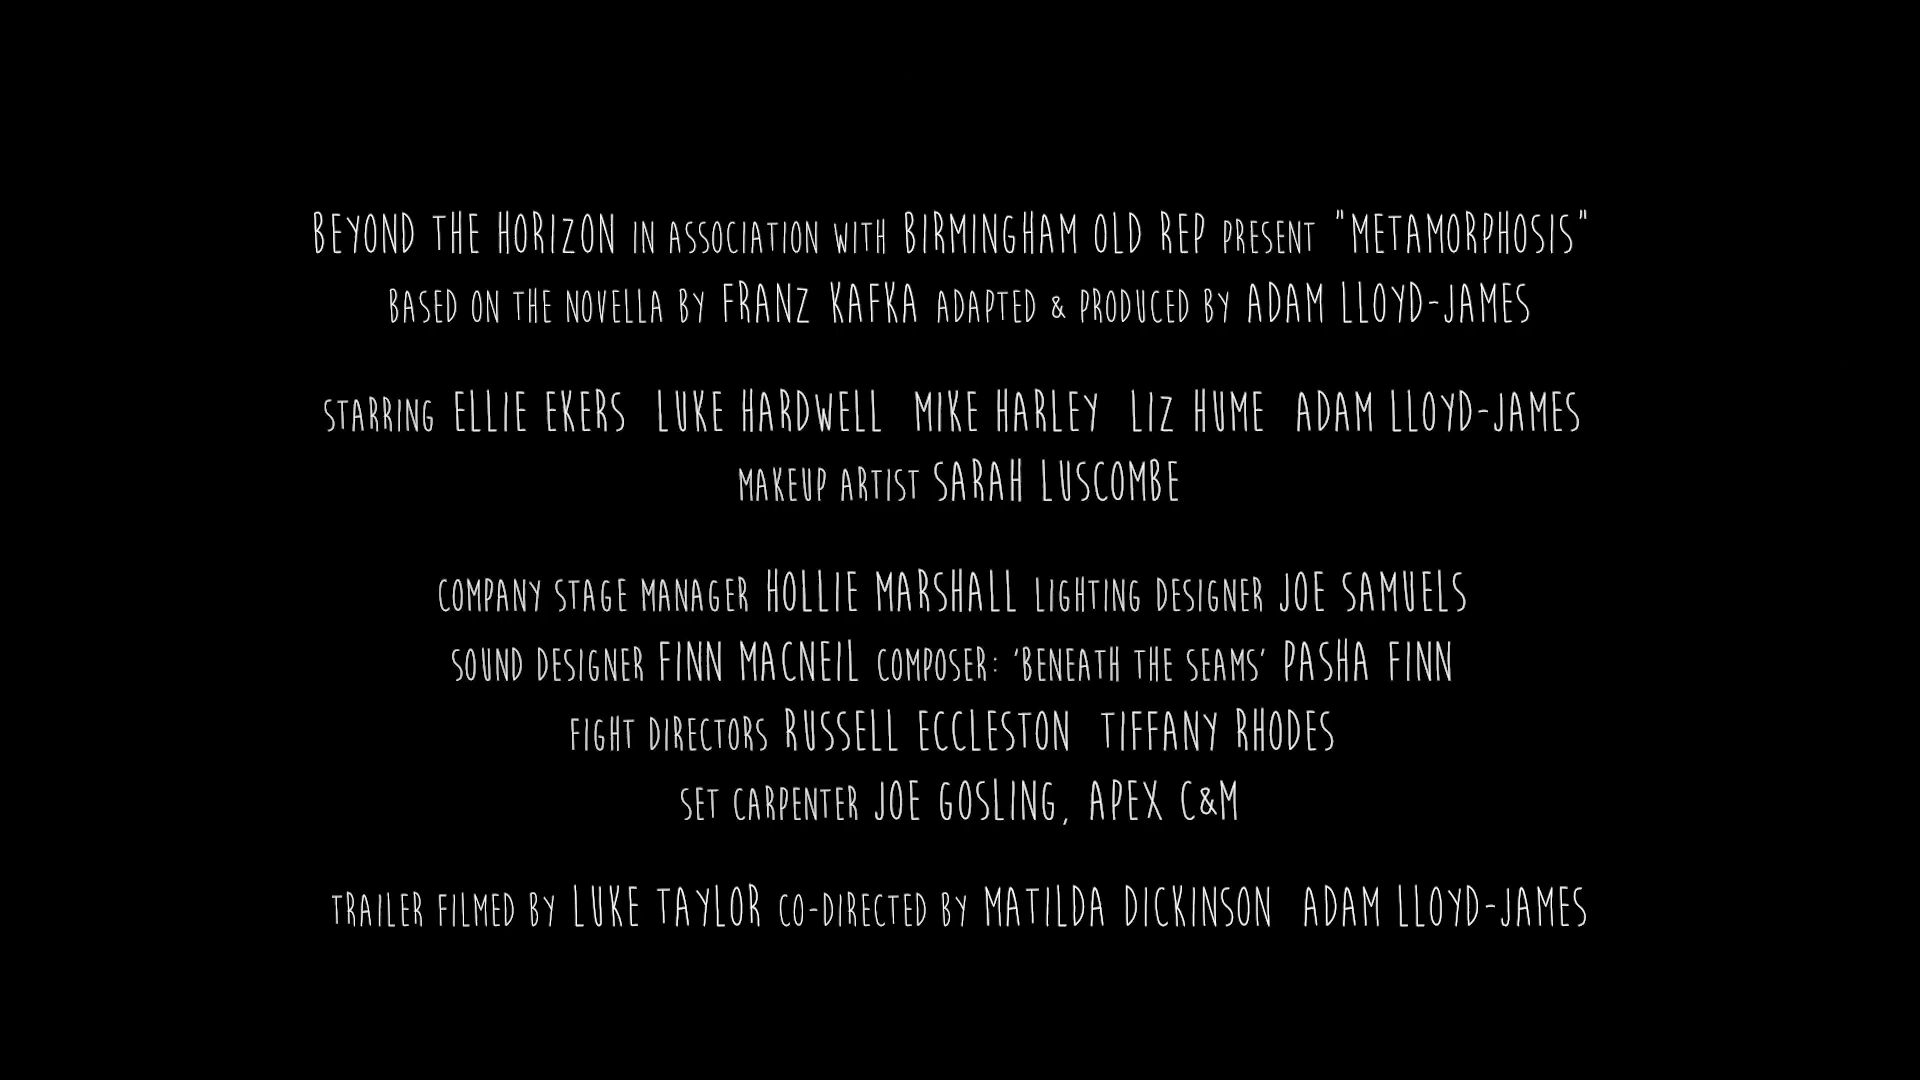 BEYOND THE HORIZON IN ASSOCIATION WITH BIRMINGHAM OLD REP PRESENT "METAMORPHOSIS"
BASED ON THE NOVELLA BY FRANZ KAFKA ADAPTED & PRODUCED BY ADAM LLOYD-JAMES
STARRING ELLIE EKERS LUKE HARDWELL MIKE HARLEY LIZ HUME ADAM LLOYD-JAMES
MAKEUP ARTIST SARAH LUSCOMBE
COMPANY STAGE MANAGER HOLLIE MARSHALL LIGHTING DESIGNER JOE SAMUELS
SOUND DESIGNER FINN MACNEIL COMPOSER: 'BENEATH THE SEAMS' PASHA FINN
FIGHT DIRECTORS RUSSELL ECCLESTON TIFFANY RHODES
SET CARPENTER JOE GOSLING, APEX C&M
TRAILER FILMED BY LUKE TAYLOR CO-DIRECTED BY MATILDA DICKINSON ADAM LLOYD-JAMES